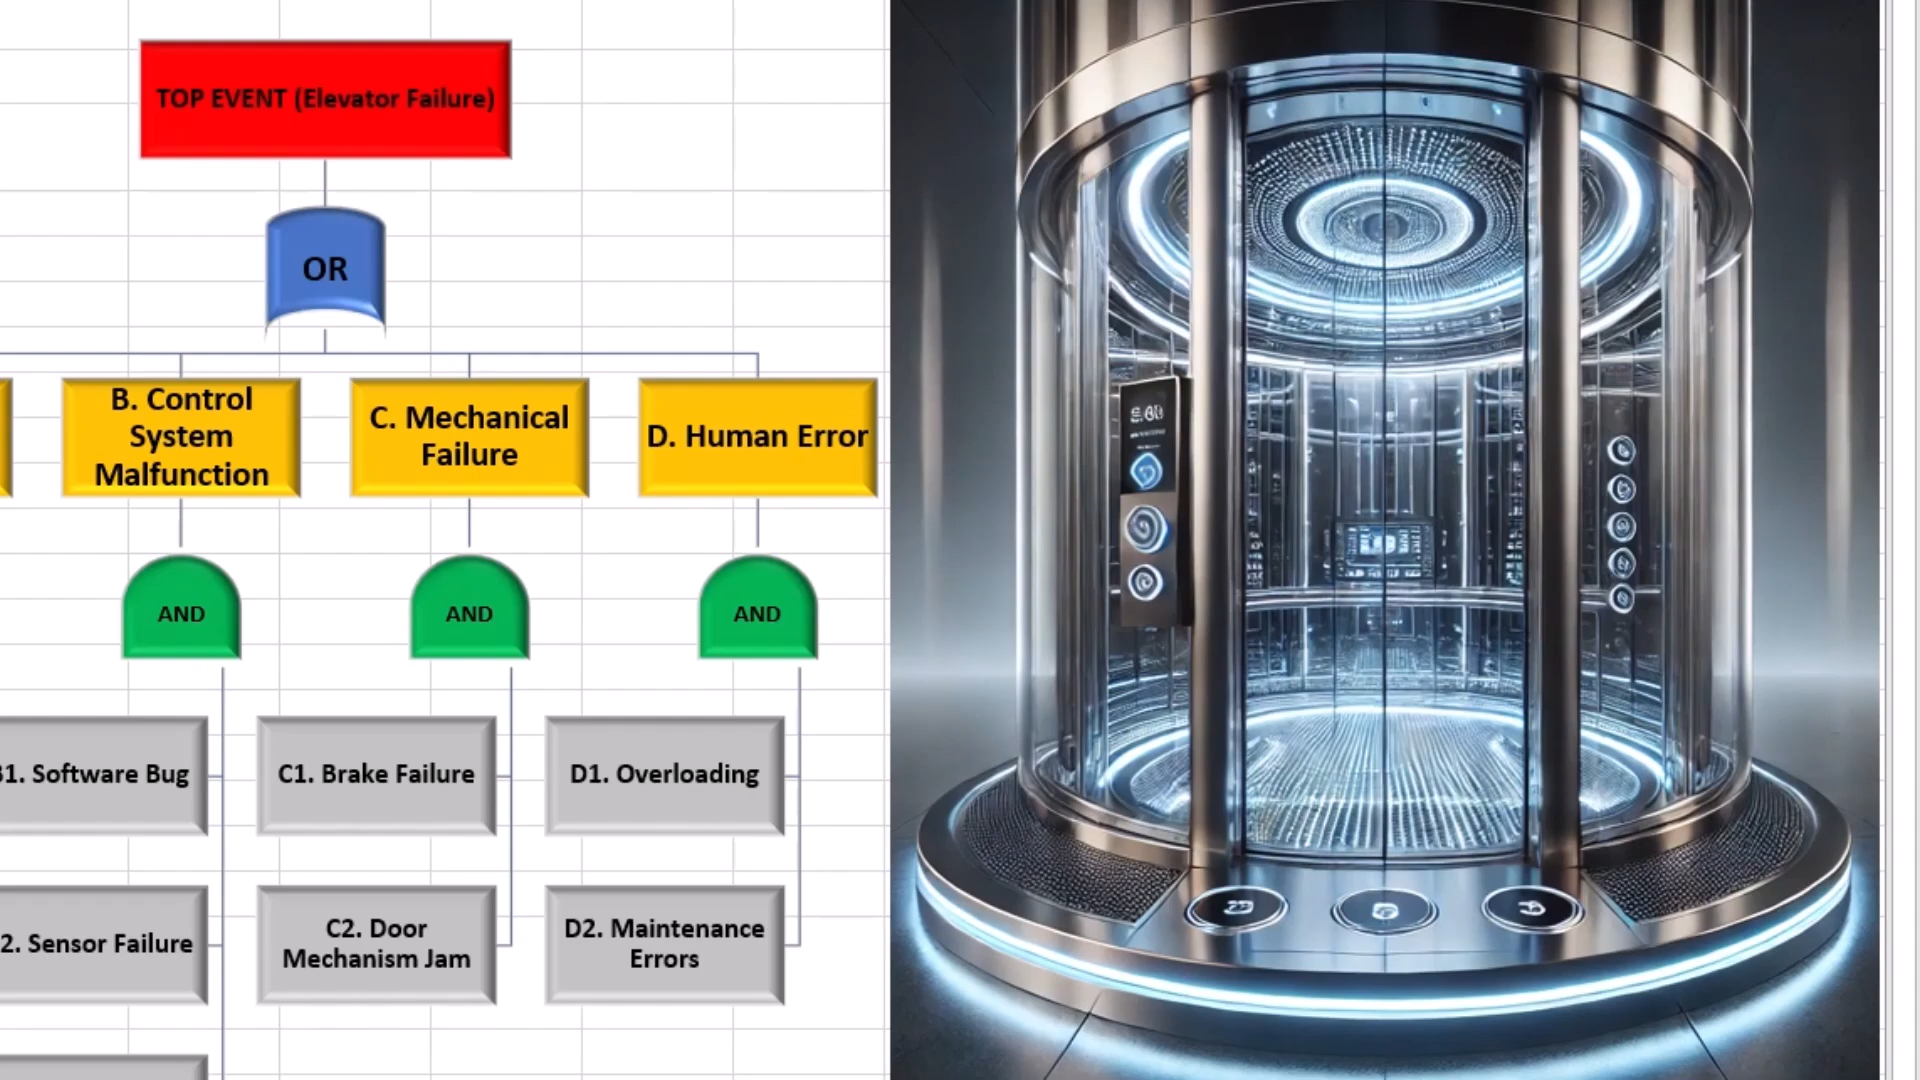 TOP EVENT (Elevator Failure)
OR
B. Control
System
Malfunction
C. Mechanical
Failure
D. Human Error
AND
AND
AND
1. Software Bug
C1. Brake Failure
D1. Overloading
2. Sensor Failure
C2. Door
Mechanism Jam
D2. Maintenance
Errors